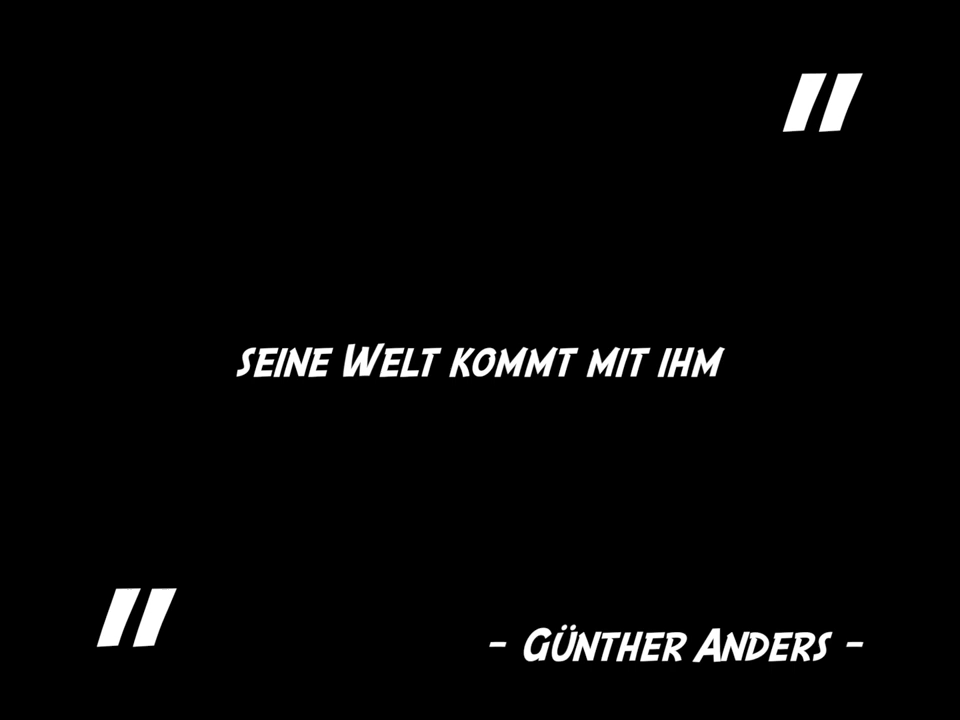 "
seine Welt kommt mit ihm
"
- Günther Anders -